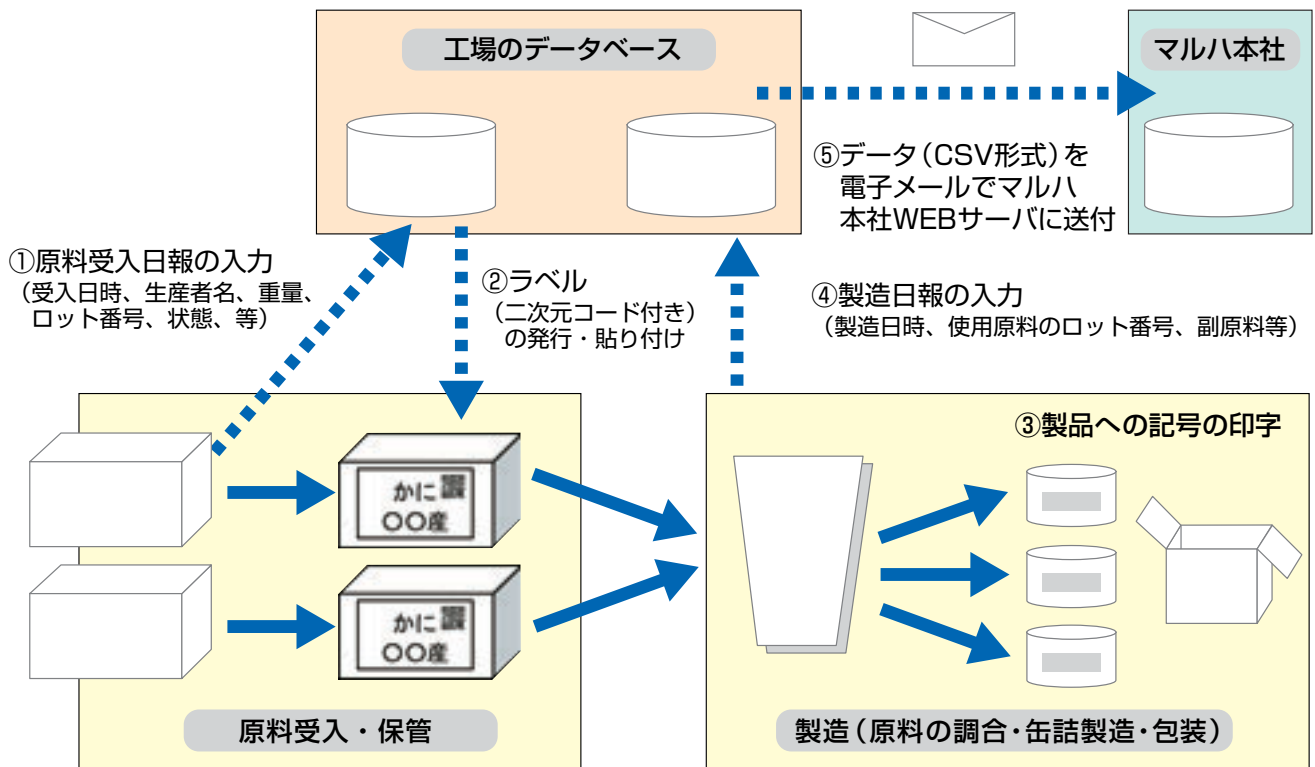 工場のデータベース
マルハ本社
⑤データ(CSV形式)を
電子メールでマルハ
本社WEBサーバに送付
①原料受入日報の入力
(受入日時、生産者名、重量、
ロット番号、状態、等)
②ラベル
(二次元コード付き)
の発行・貼り付け
④製造日報の入力
(製造日時、使用原料のロット番号、副原料等)
かに
〇〇産
かに
〇〇産
③製品への記号の印字
原料受入・保管
製造(原料の調合・缶詰製造・包装)